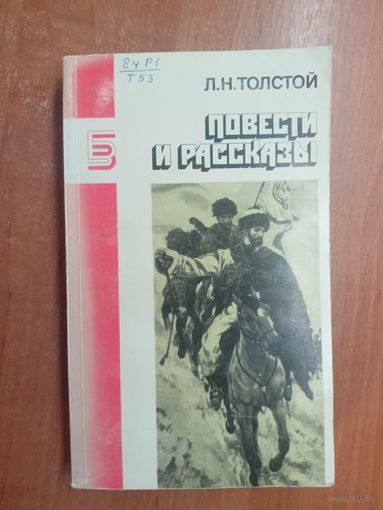 84 Р1
Т 53
Л.Н.ТОЛСТОЙ
ПОВЕСТИ
И РАССКАЗЫ
Б